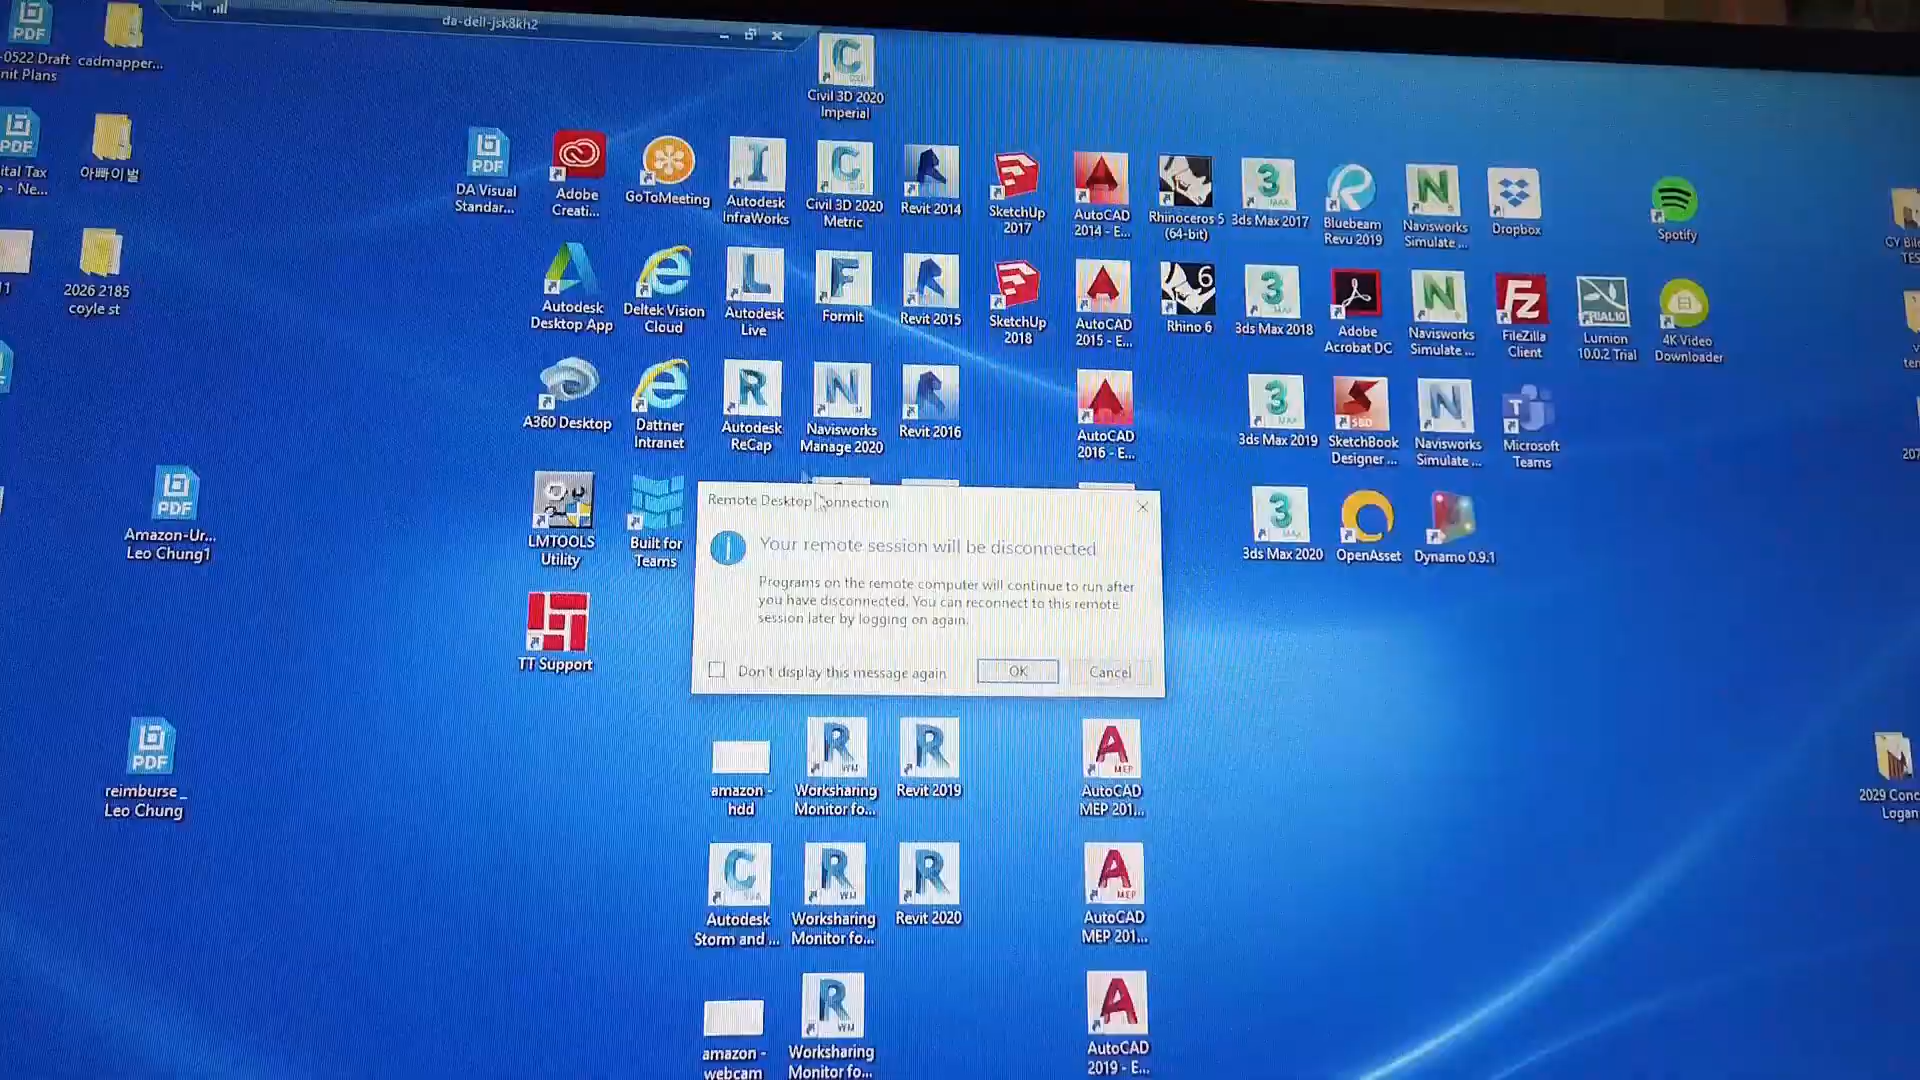 da-dell-jsk8kh2
-0522 Draft
nit Plans
cadmapper...
Civil 3D 2020
Imperial
ital Tax
- Ne...
아빠이벌
DA Visual
Standar...
Adobe
Creati...
GoToMeeting
Autodesk
InfraWorks
Civil 3D 2020
Metric
Revit 2014
SketchUp
2017
AutoCAD
2014 - E...
Rhinoceros 5
(64-bit)
3ds Max 2017
Bluebeam
Revu 2019
Navisworks
Simulate ...
Dropbox
Spotify
2026 2185
coyle st
Autodesk
Desktop App
Deltek Vision
Cloud
Autodesk
Live
FormIt
Revit 2015
SketchUp
2018
AutoCAD
2015 - E...
Rhino 6
3ds Max 2018
Adobe
Acrobat DC
Navisworks
Simulate ...
FileZilla
Client
Lumion
10.0.2 Trial
4K Video
Downloader
A360 Desktop
Dattner
Intranet
Autodesk
ReCap
Navisworks
Manage 2020
Revit 2016
AutoCAD
2016 - E...
3ds Max 2019
SketchBook
Designer ...
Navisworks
Simulate ...
Microsoft
Teams
Amazon-Ur...
Leo Chung1
LMTOOLS
Utility
Built for
Teams
3ds Max 2020
OpenAsset
Dynamo 0.9.1
Remote Desktop Connection
Your remote session will be disconnected
Programs on the remote computer will continue to run after
you have disconnected. You can reconnect to this remote
session later by logging on again.
Don't display this message again
OK
Cancel
TT Support
reimburse_
Leo Chung
amazon -
hdd
Worksharing
Monitor fo...
Revit 2019
AutoCAD
MEP 201...
2029 Conc
Logan
Autodesk
Storm and ...
Worksharing
Monitor fo...
Revit 2020
AutoCAD
MEP 201...
amazon -
webcam
Worksharing
Monitor fo...
AutoCAD
2019 - E...